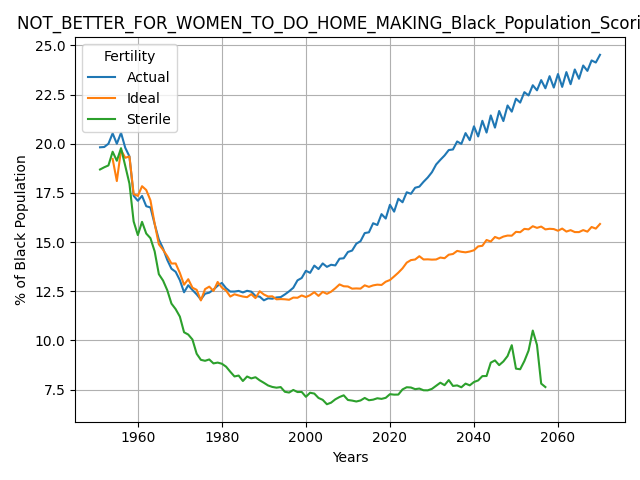 NOT_BETTER_FOR_WOMEN_TO_DO_HOME_MAKING_Black_Population_Scori
Fertility
Actual
Ideal
Sterile
% of Black Population
25.0
22.5
20.0
17.5
15.0
12.5
10.0
7.5
1960
1980
2000
2020
2040
2060
Years